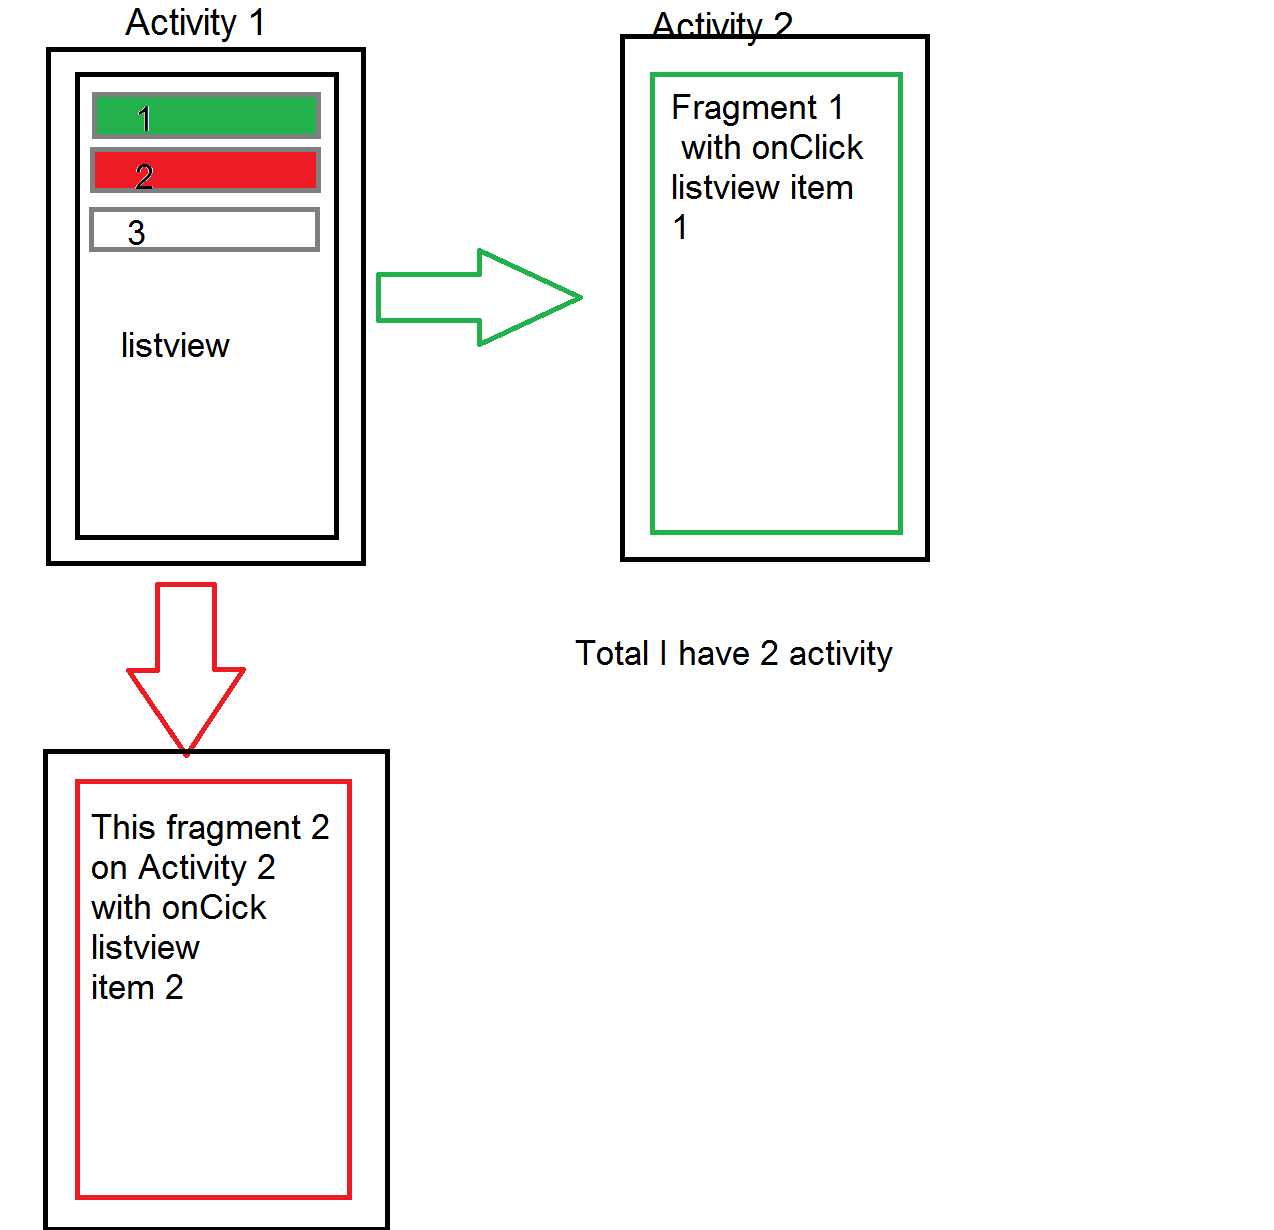 Activity 1
1
2
3
listview
Activity 2
Fragment 1
with onClick
listview item
1
Total I have 2 activity
This fragment 2
on Activity 2
with onCick
listview
item 2